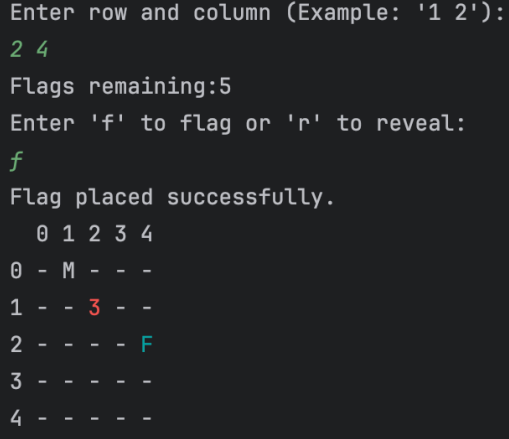 Enter row and column (Example: '1 2'):
2 4
Flags remaining:5
Enter 'f' to flag or 'r' to reveal:
f
Flag placed successfully.
  0 1 2 3 4
0 - M - - -
1 - - 3 - -
2 - - - - F
3 - - - - -
4 - - - - -